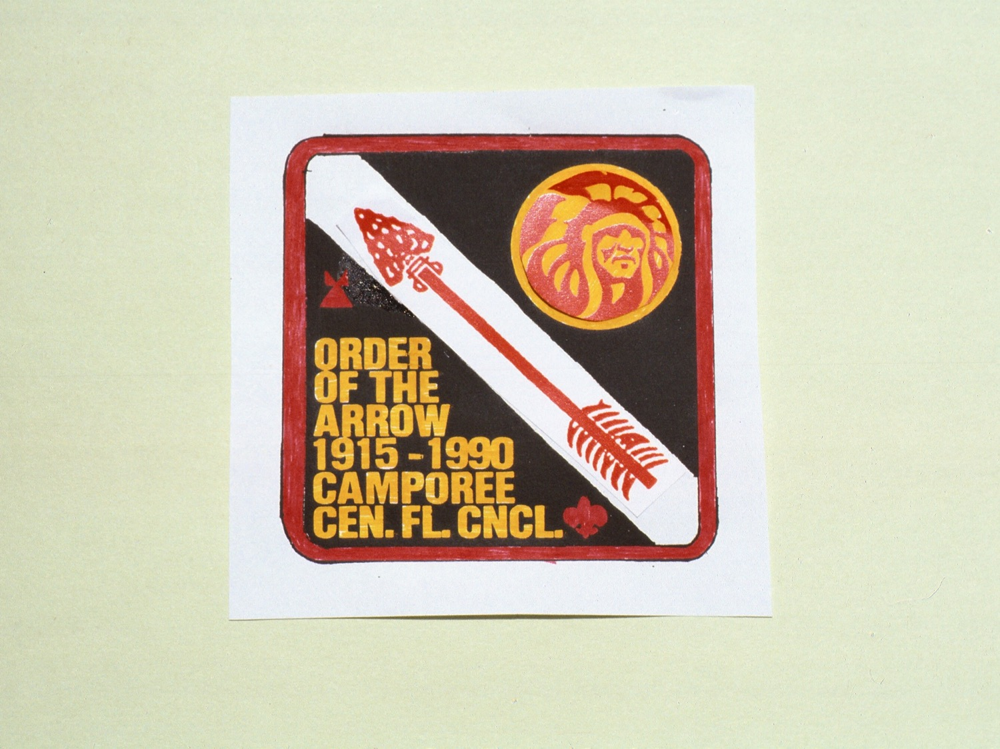 ORDER
OF THE
ARROW
1915 - 1990
CAMPOREE
CEN. FL. CNCL.